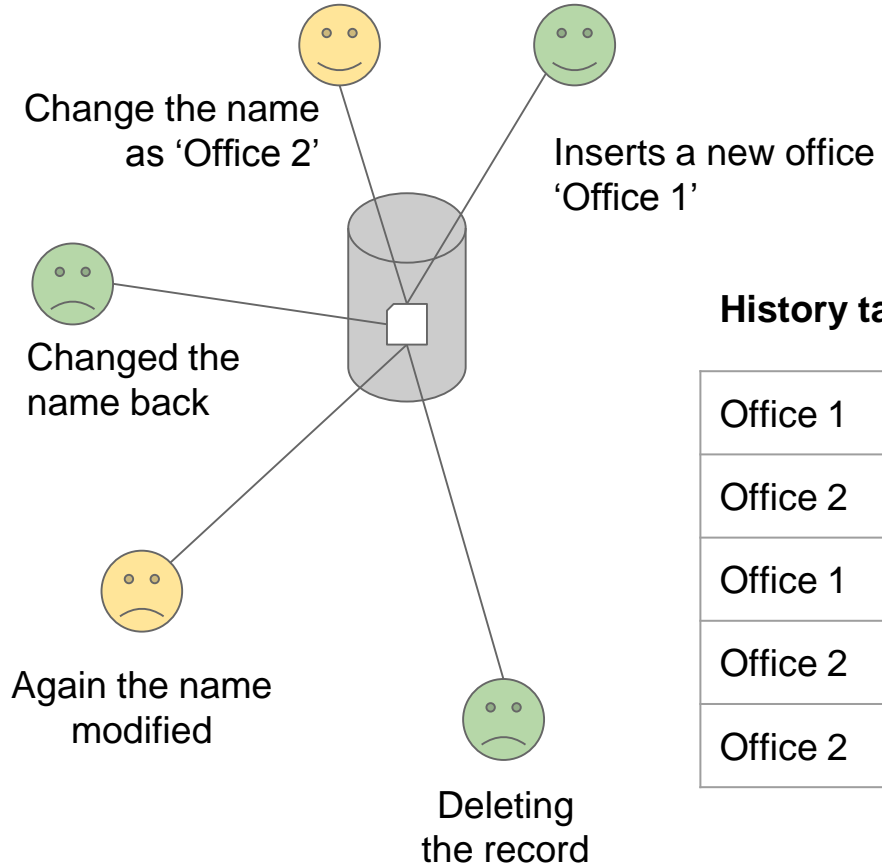 Change the name
as ‘Office 2’
Inserts a new office
‘Office 1’
Changed the
name back
Again the name
modified
Deleting
the record
History ta
Office 1
Office 2
Office 1
Office 2
Office 2